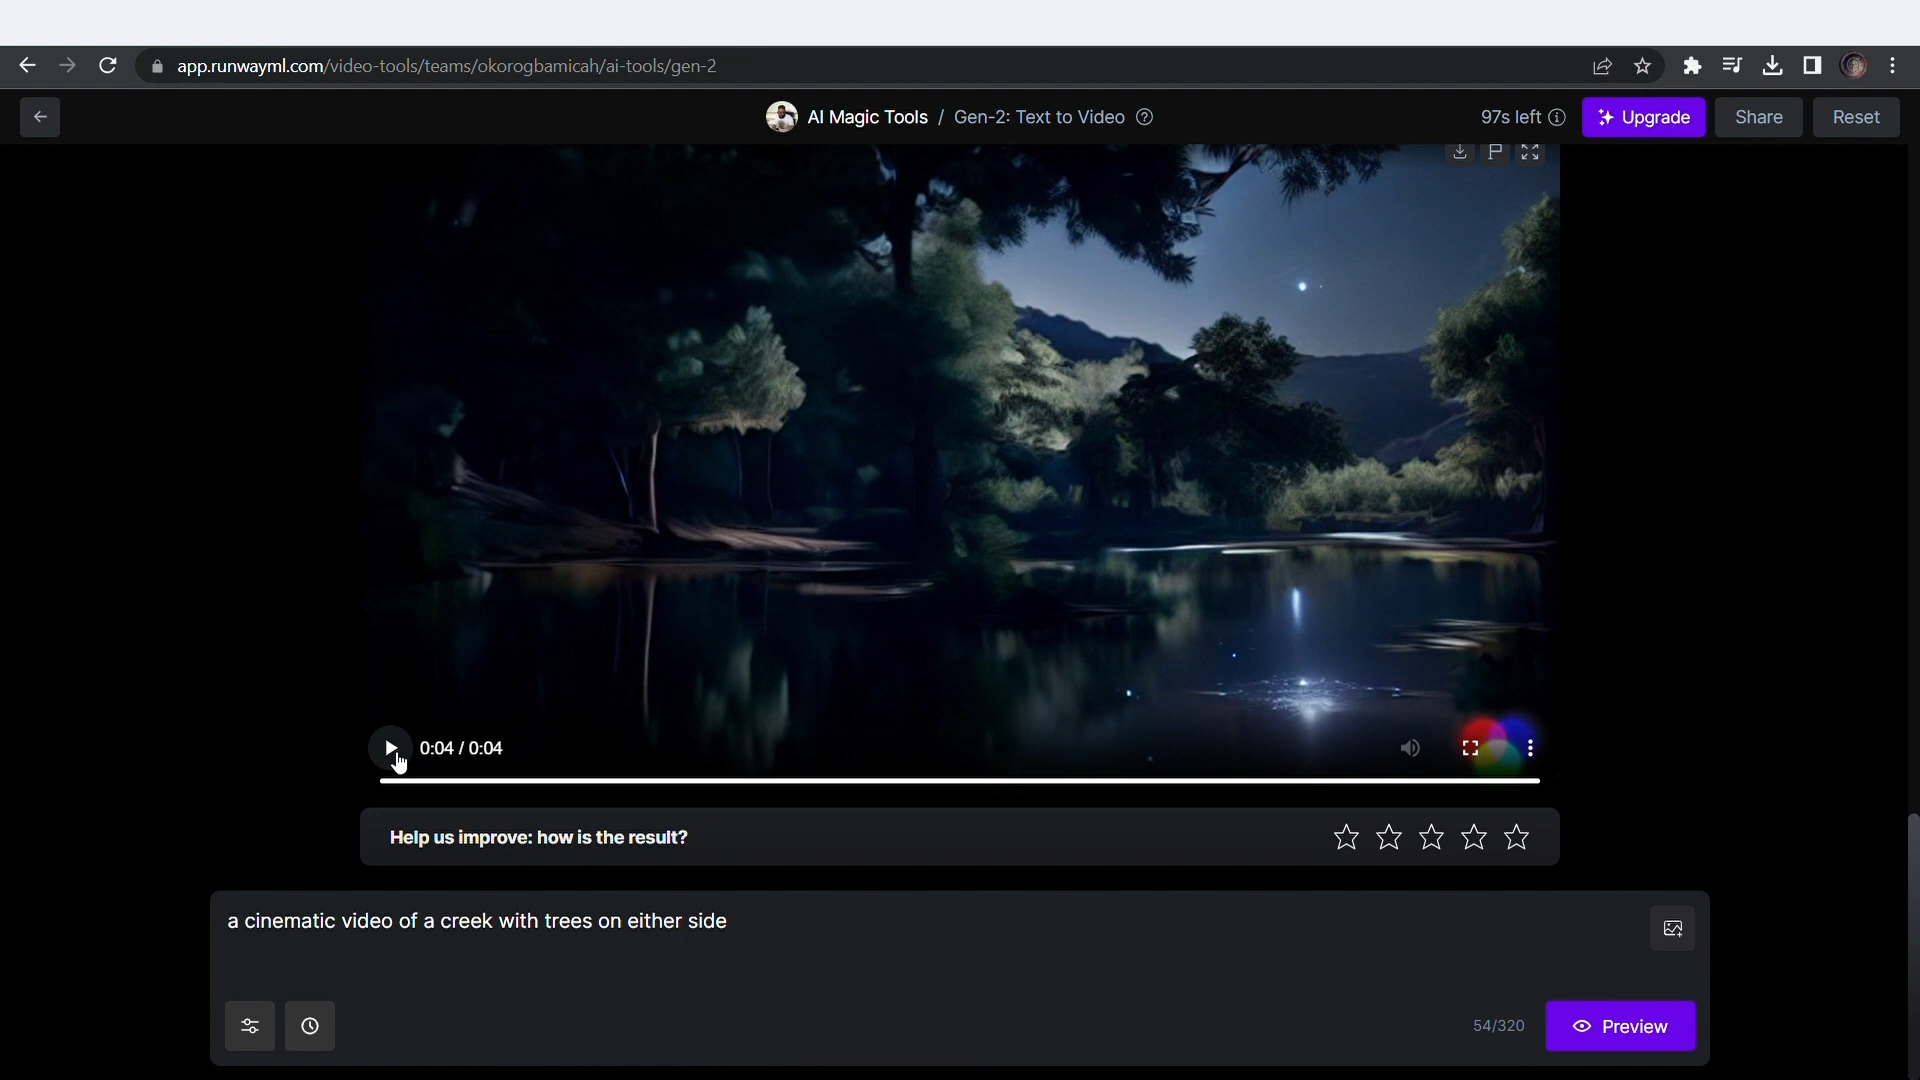 app.runwayml.com/video-tools/teams/okorogbamicah/ai-tools/gen-2
AI Magic Tools / Gen-2: Text to Video
97s left
Upgrade
Share
Reset
0:04 / 0:04
Help us improve: how is the result?
a cinematic video of a creek with trees on either side
54/320
Preview